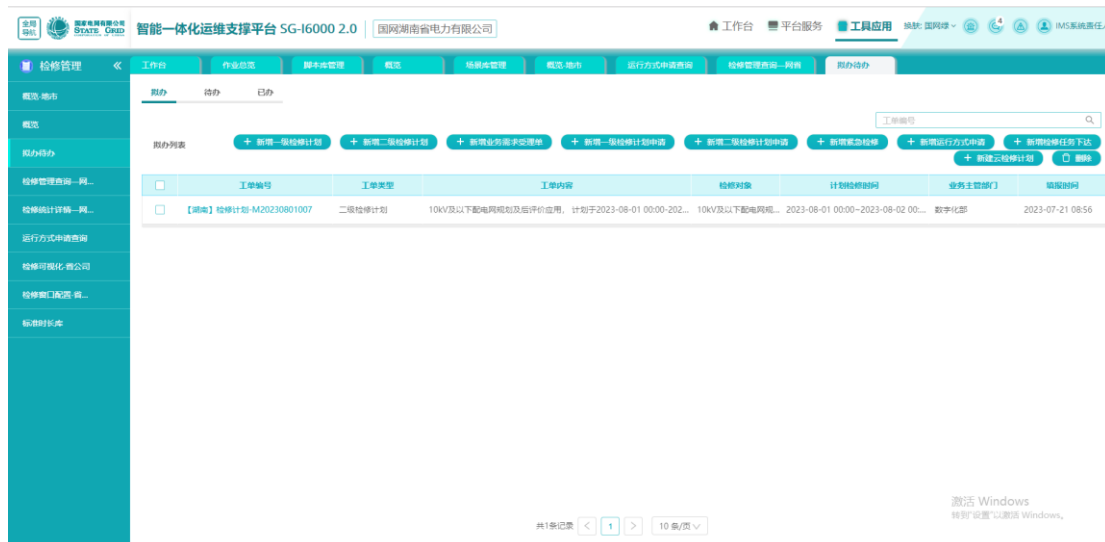 全局导航
国家电网有限公司
STATE GRID
智能一体化运维支撑平台 SG-I6000 2.0
国网湖南省电力有限公司
工作台
平台服务
工具应用
换肤: 国网绿
4
IMS系统责任人
检修管理
工作台
作业总览
脚本库管理
概览
场景库管理
概览-地市
运行方式申请查询
检修管理查询—网省
拟办待办
概览-地市
概览
拟办待办
检修管理查询—网...
检修统计详情—网...
运行方式申请查询
检修可视化-省公司
检修窗口配置-省...
标准时长库
拟办
待办
已办
工单编号
拟办列表
+ 新增一级检修计划
+ 新增二级检修计划
+ 新增业务需求受理单
+ 新增一级检修计划申请
+ 新增二级检修计划申请
+ 新增紧急检修
+ 新增运行方式申请
+ 新增检修任务下达
+ 新建云检修计划
删除
工单编号 工单类型 工单内容 检修对象 计划检修时间 业务主管部门 填报时间
【湖南】检修计划-M20230801007 二级检修计划 10kV及以下配电网规划及后评价应用，计划于2023-08-01 00:00-202... 10kV及以下配电网规... 2023-08-01 00:00~2023-08-02 00:... 数字化部 2023-07-21 08:56
激活 Windows
转到"设置"以激活 Windows。
共1条记录 < 1 > 10 条/页